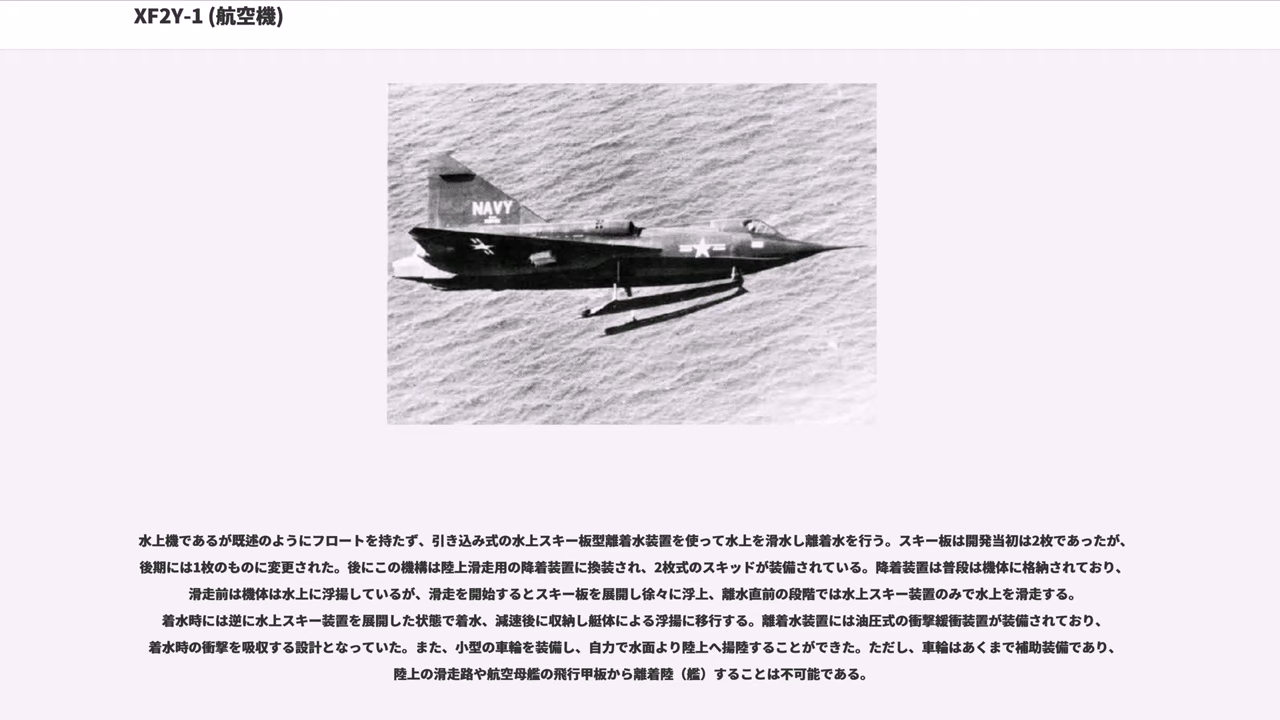 XF2Y-1 (航空機)
NAVY
水上機であるが既述のようにフロートを持たず、引き込み式の水上スキー板型離着水装置を使って水上を滑水し離着水を行う。スキー板は開発当初は2枚であったが、
後期には1枚のものに変更された。後にこの機構は陸上滑走用の降着装置に換装され、2枚式のスキッドが装備されている。降着装置は普段は機体に格納されており、
滑走前は機体は水上に浮揚しているが、滑走を開始するとスキー板を展開し徐々に浮上、離水直前の段階では水上スキー装置のみで水上を滑走する。
着水時には逆に水上スキー装置を展開した状態で着水、減速後に収納し艇体による浮揚に移行する。離着水装置には油圧式の衝撃緩衝装置が装備されており、
着水時の衝撃を吸収する設計となっていた。また、小型の車輪を装備し、自力で水面より陸上へ揚陸することができた。ただし、車輪はあくまで補助装備であり、
陸上の滑走路や航空母艦の飛行甲板から離着陸（艦）することは不可能である。